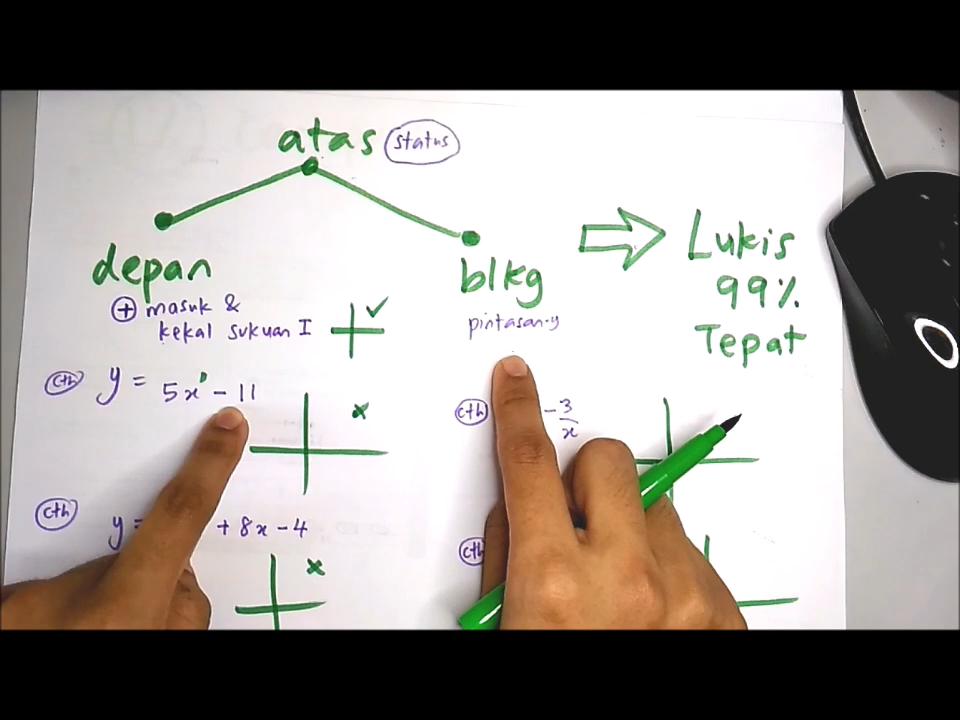 atas status
depan
blkg
Lukis
99%
Tepat
+ masuk &
kekal sukuan I
✓
pintasan-y
cth y = 5x¹ - 11
x
cth -3/x
cth y = + 8x - 4
x
cth